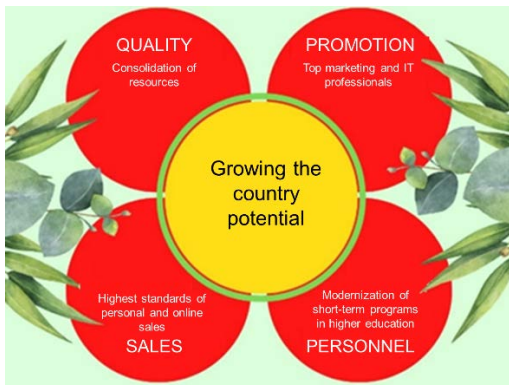 QUALITY
Consolidation of
resources
PROMOTION
Top marketing and IT
professionals
Growing the
country
potential
Highest standards of
personal and online
sales
SALES
Modernization of
short-term programs
in higher education
PERSONNEL